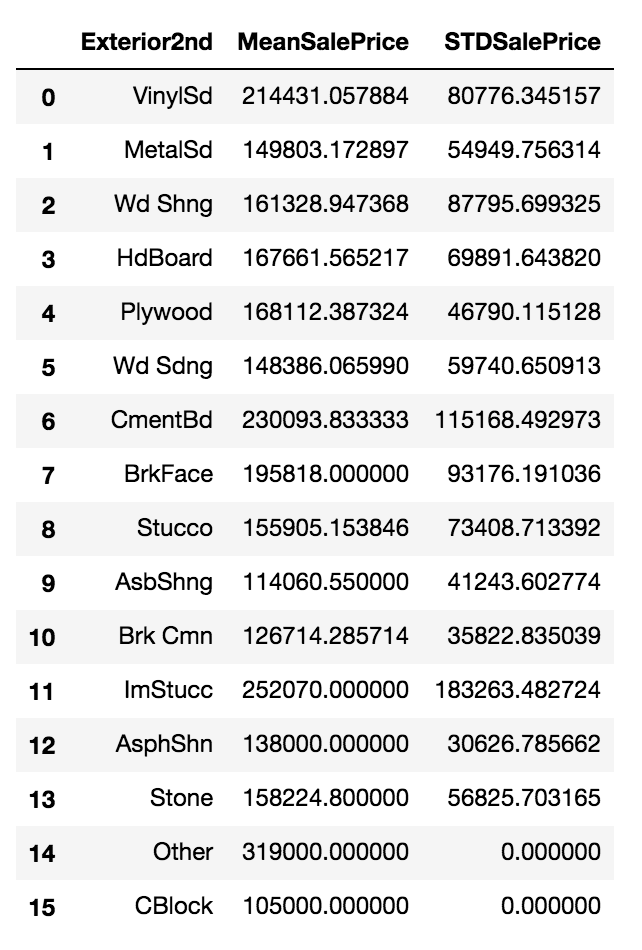 Exterior2nd MeanSalePrice STDSalePrice
0 VinylSd 214431.057884 80776.345157
1 MetalSd 149803.172897 54949.756314
2 Wd Shng 161328.947368 87795.699325
3 HdBoard 167661.565217 69891.643820
4 Plywood 168112.387324 46790.115128
5 Wd Sdng 148386.065990 59740.650913
6 CmentBd 230093.833333 115168.492973
7 BrkFace 195818.000000 93176.191036
8 Stucco 155905.153846 73408.713392
9 AsbShng 114060.550000 41243.602774
10 Brk Cmn 126714.285714 35822.835039
11 ImStucc 252070.000000 183263.482724
12 AsphShn 138000.000000 30626.785662
13 Stone 158224.800000 56825.703165
14 Other 319000.000000 0.000000
15 CBlock 105000.000000 0.000000